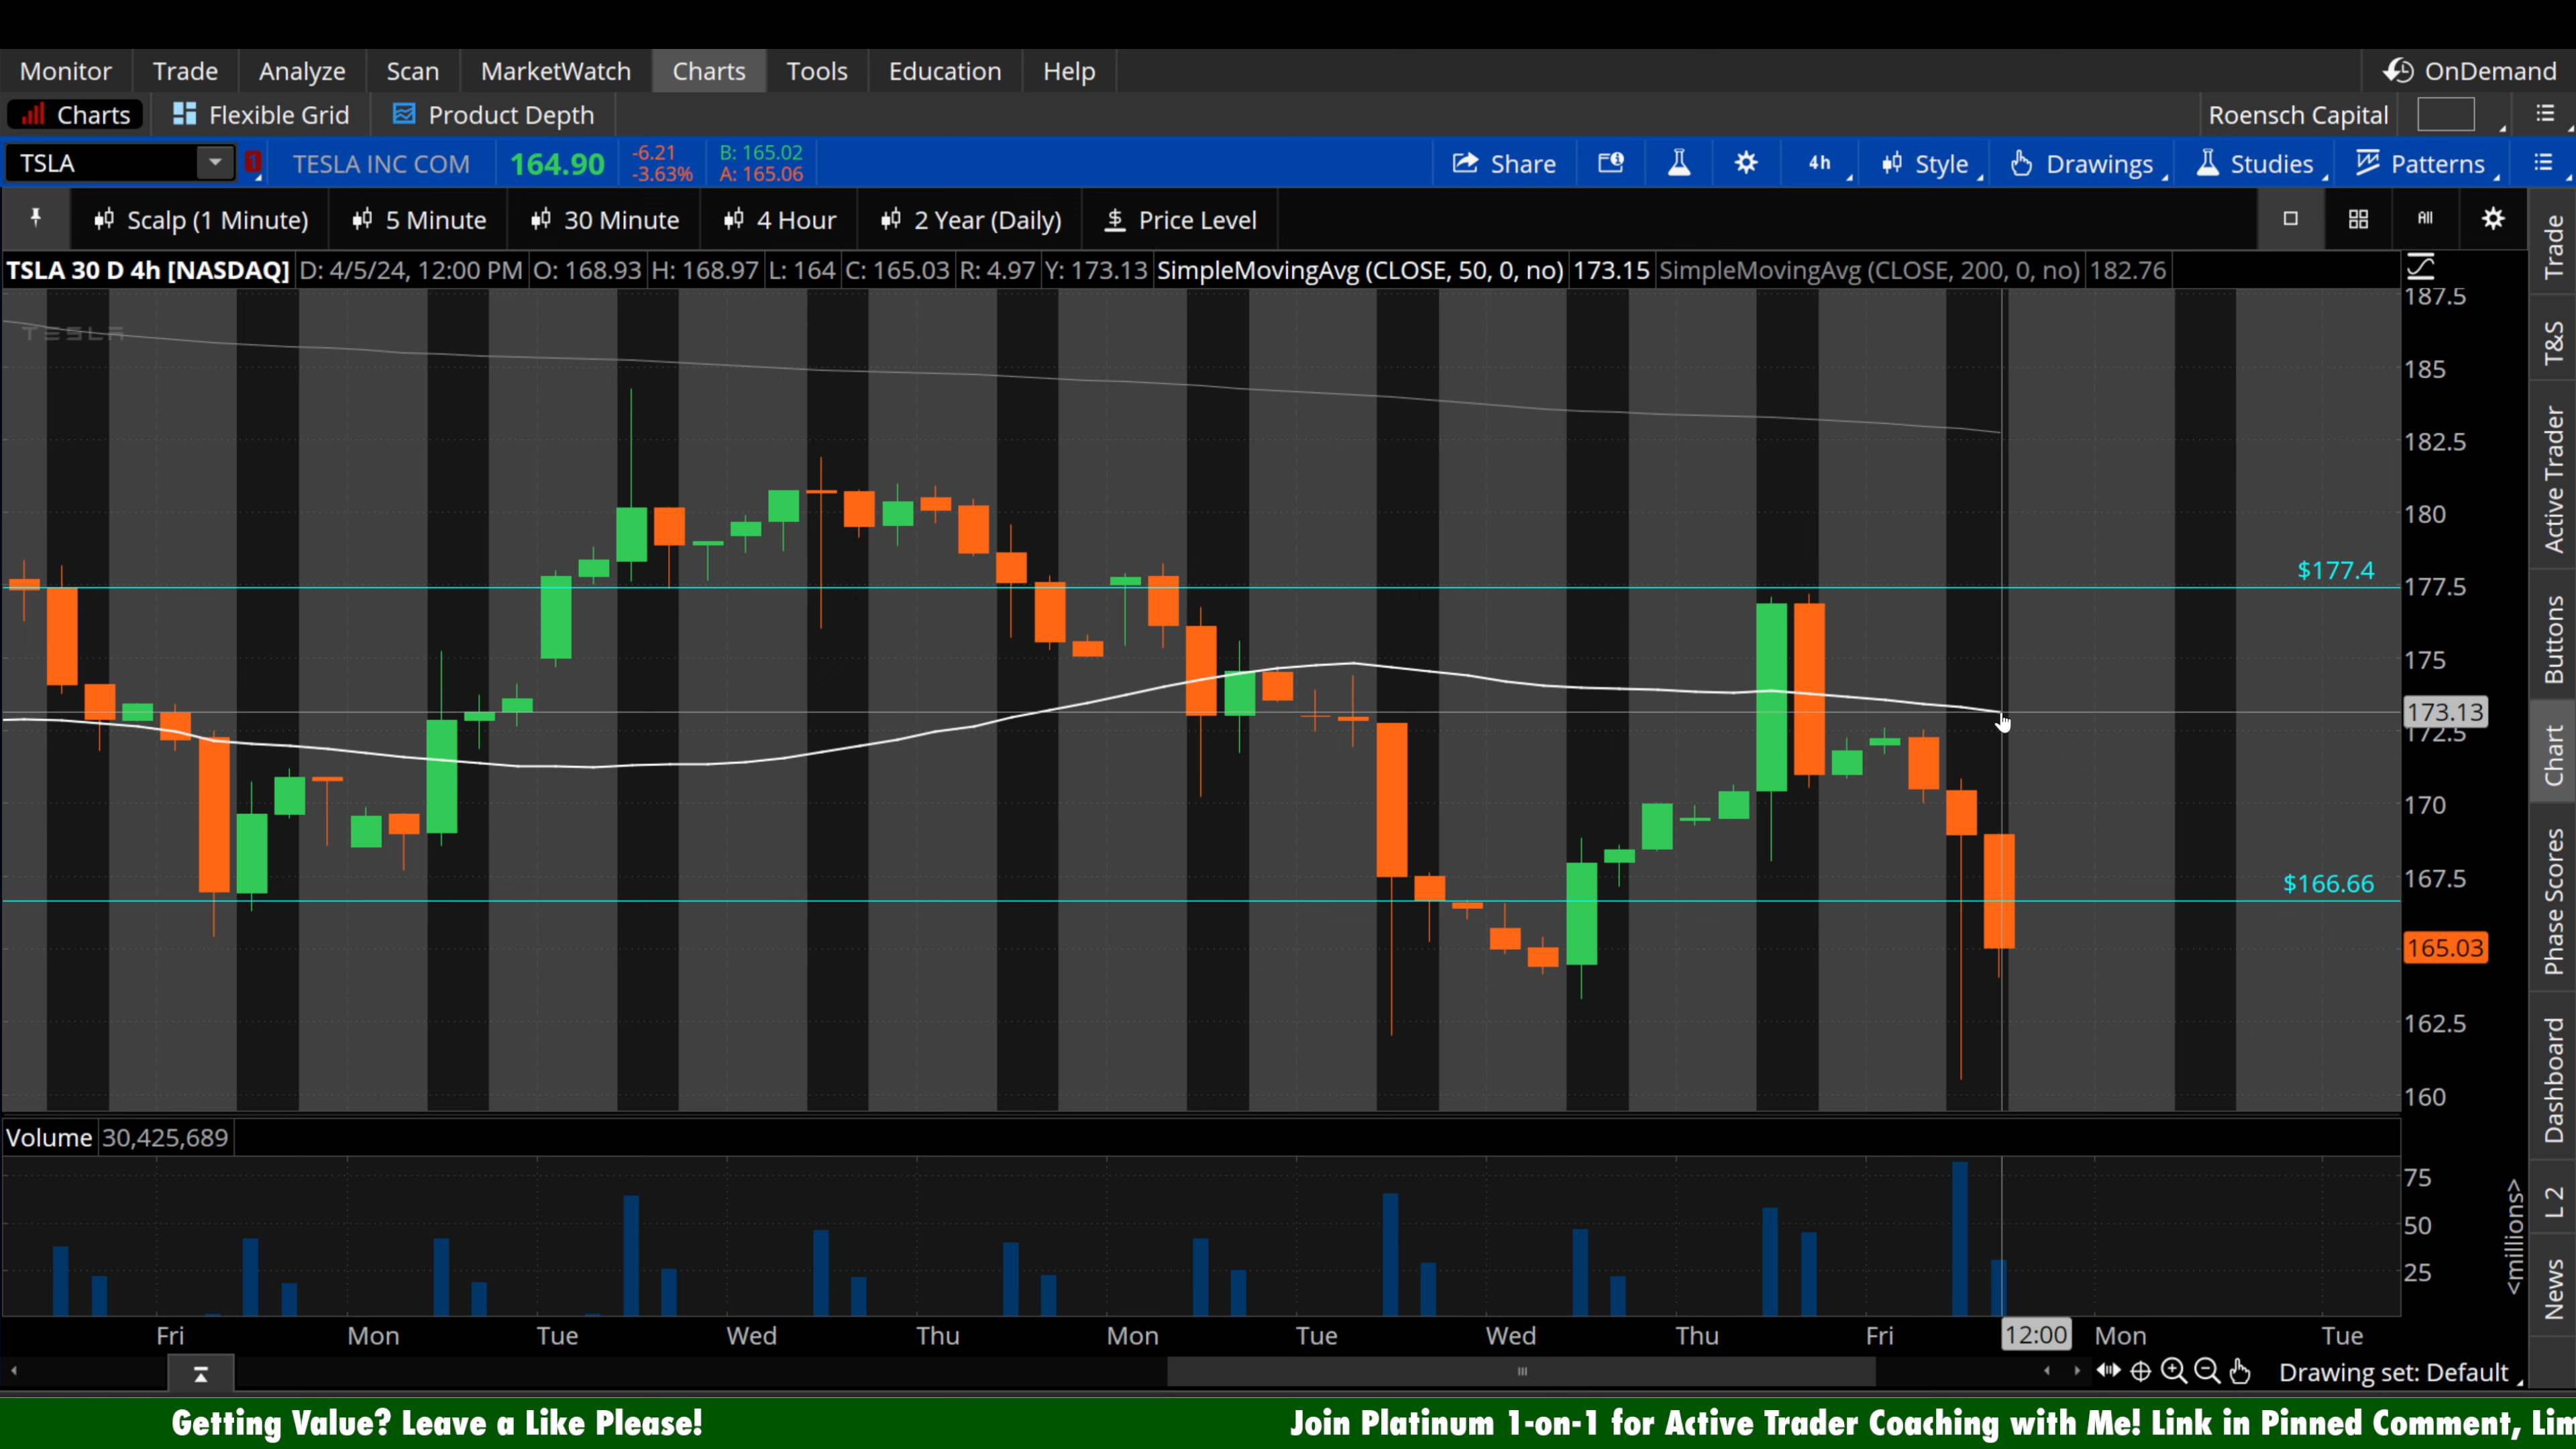 Monitor Trade Analyze Scan MarketWatch Charts Tools Education Help OnDemand
Charts Flexible Grid Product Depth Roensch Capital
TSLA 1 TESLA INC COM 164.90 -6.21 B: 165.02 Share 4h Style Drawings Studies Patterns
-3.63% A: 165.06
Scalp (1 Minute) 5 Minute 30 Minute 4 Hour 2 Year (Daily) $ Price Level All
TSLA 30 D 4h [NASDAQ] D: 4/5/24, 12:00 PM O: 168.93 H: 168.97 L: 164 C: 165.03 R: 4.97 Y: 173.13 SimpleMovingAvg (CLOSE, 50, 0, no) 173.15 SimpleMovingAvg (CLOSE, 200, 0, no) 182.76
TESLA
187.5
185
182.5
180
$177.4
177.5
175
173.13
172.5
170
$166.66
167.5
165.03
162.5
160
Volume 30,425,689
75
50
25
<millions>
Fri Mon Tue Wed Thu Mon Tue Wed Thu Fri 12:00 Mon Tue
Drawing set: Default
Trade
T&S
Active Trader
Buttons
Chart
Phase Scores
Dashboard
L 2
News
Getting Value? Leave a Like Please! Join Platinum 1-on-1 for Active Trader Coaching with Me! Link in Pinned Comment, Lim